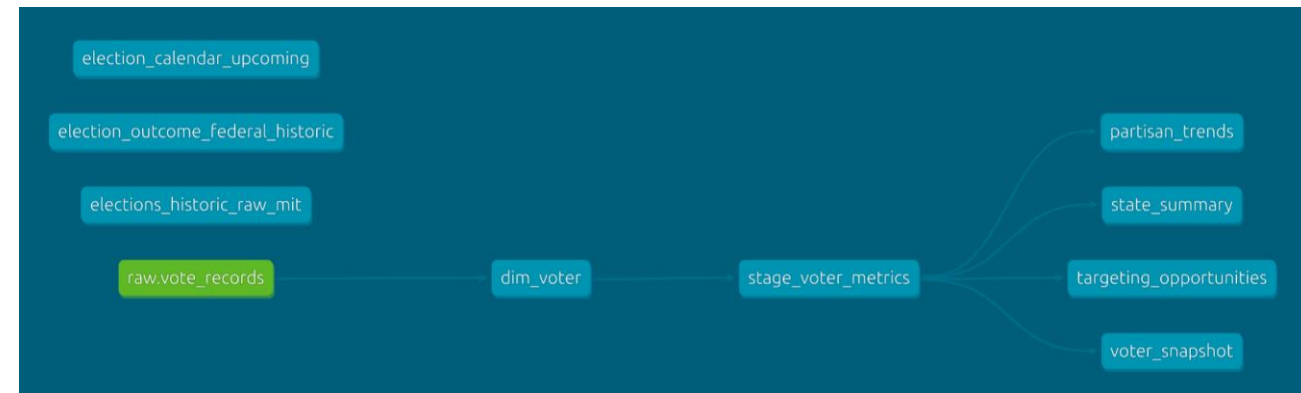 election_calendar_upcoming
election_outcome_federal_historic
partisan_trends
elections_historic_raw_mit
state_summary
raw.vote_records
dim_voter
stage_voter_metrics
targeting_opportunities
voter_snapshot